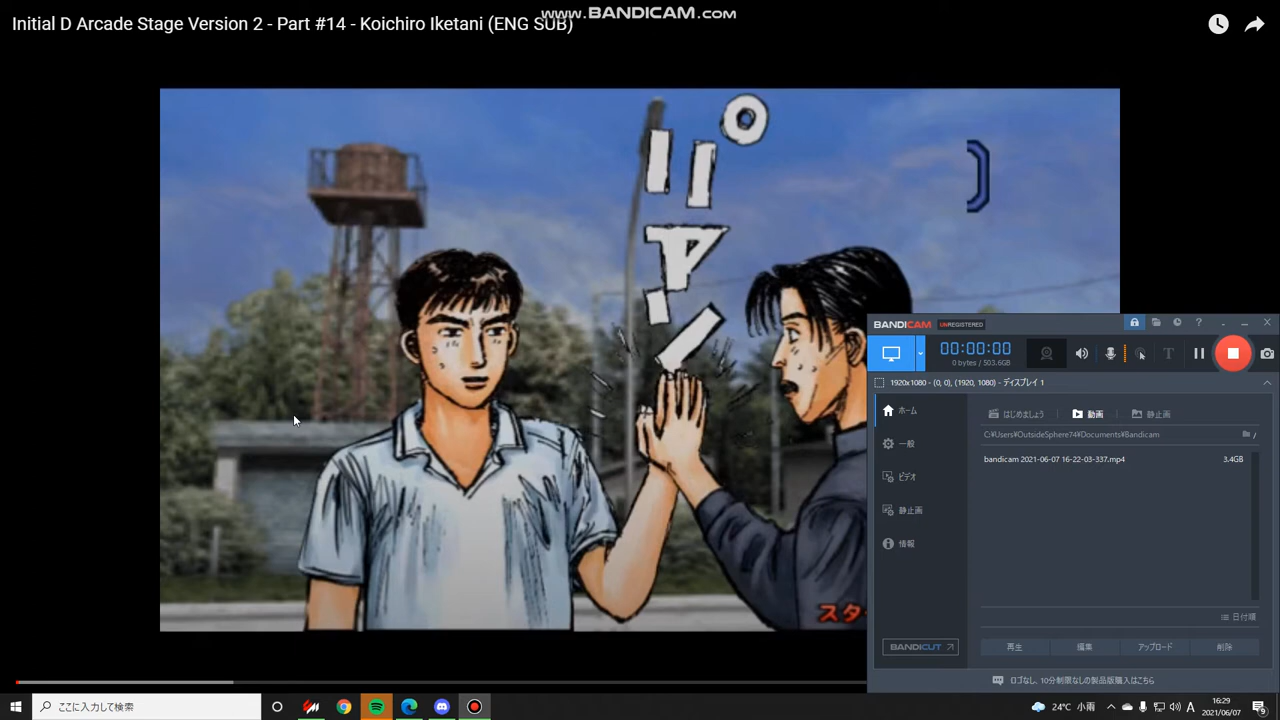 www.BANDICAM.com
Initial D Arcade Stage Version 2 - Part #14 - Koichiro Iketani (ENG SUB)
パァン
スタ
BANDICAM UNREGISTERED
00:00:00
0 bytes / 503.6GB
1920x1080 - (0, 0), (1920, 1080) - ディスプレイ 1
ホーム
一般
ビデオ
静止画
情報
はじめましょう 動画 静止画
C:¥Users¥OutsideSphere74¥Documents¥Bandicam
bandicam 2021-06-07 16-22-03-337.mp4 3.4GB
日付順
BANDICUT
再生 編集 アップロード 削除
ロゴなし、10分制限なしの製品版購入はこちら
ここに入力して検索
24°C 小雨
A
16:29
2021/06/07
9